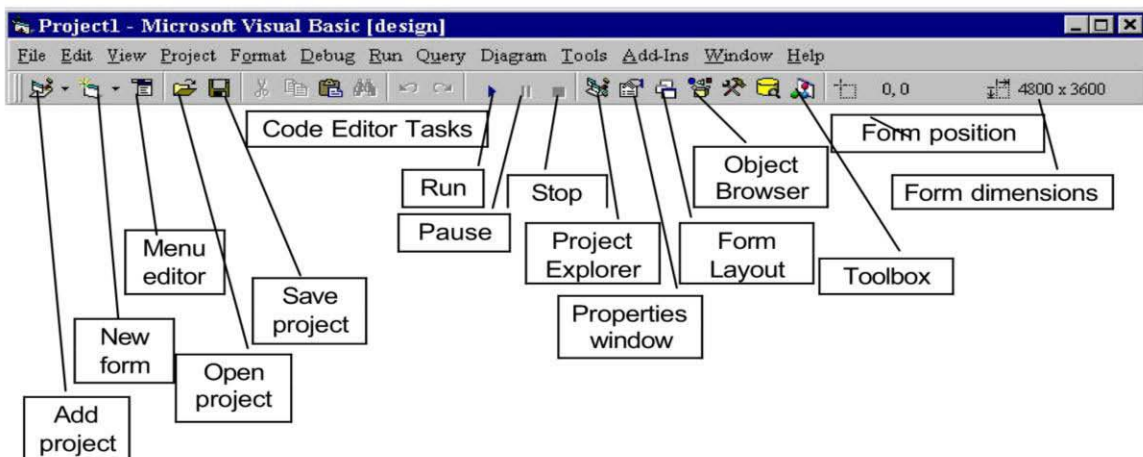 Project1 - Microsoft Visual Basic [design]
File Edit View Project Format Debug Run Query Diagram Tools Add-Ins Window Help
0, 0 4800 x 3600
Code Editor Tasks
Run
Pause
Stop
Project
Explorer
Properties
window
Form
Layout
Object
Browser
Toolbox
Form position
Form dimensions
Menu
editor
Save
project
New
form
Open
project
Add
project